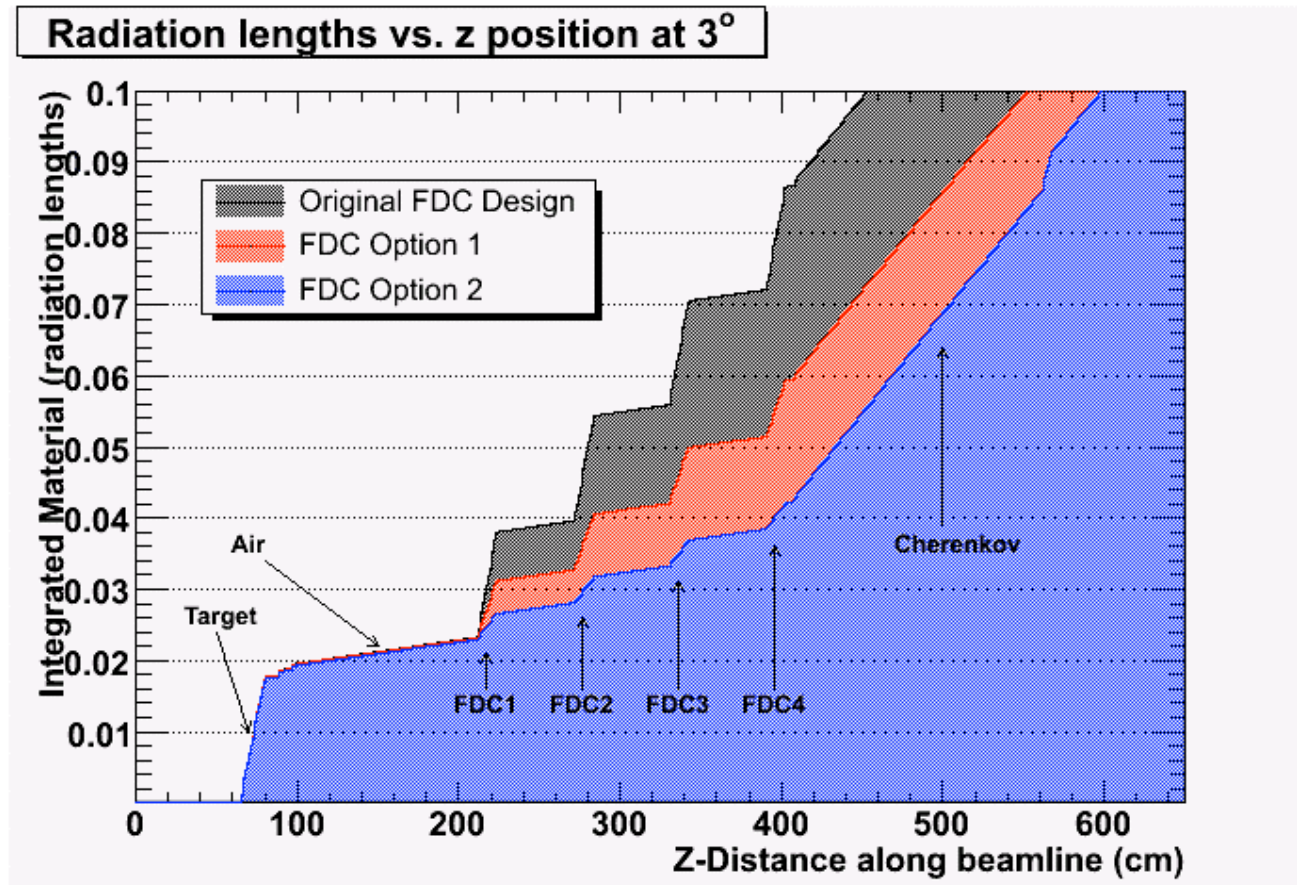 Radiation lengths vs. z position at 3°
Integrated Material (radiation lengths)
0.1
0.09
0.08
0.07
0.06
0.05
0.04
0.03
0.02
0.01
Original FDC Design
FDC Option 1
FDC Option 2
Air
Target
Cherenkov
FDC1
FDC2
FDC3
FDC4
0
100
200
300
400
500
600
Z-Distance along beamline (cm)